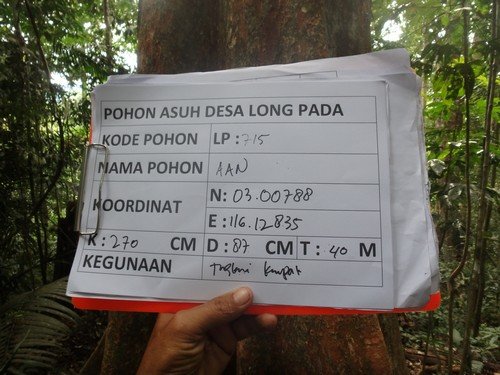 POHON ASUH DESA LONG PADA
KODE POHON LP : 715
NAMA POHON AAN
KOORDINAT N: 03.00788
E : 116.12835
K : 270 CM D : 87 CM T : 40 M
KEGUNAAN